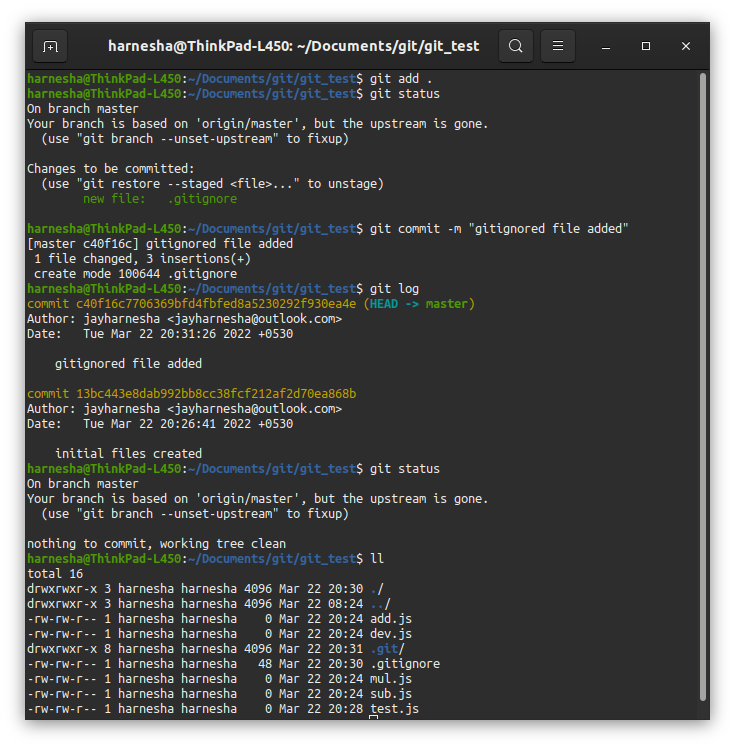 harnesha@ThinkPad-L450: ~/Documents/git/git_test
harnesha@ThinkPad-L450:~/Documents/git/git_test$ git add .
harnesha@ThinkPad-L450:~/Documents/git/git_test$ git status
On branch master
Your branch is based on 'origin/master', but the upstream is gone.
  (use "git branch --unset-upstream" to fixup)

Changes to be committed:
  (use "git restore --staged <file>..." to unstage)
        new file:   .gitignore

harnesha@ThinkPad-L450:~/Documents/git/git_test$ git commit -m "gitignored file added"
[master c40f16c] gitignored file added
 1 file changed, 3 insertions(+)
 create mode 100644 .gitignore
harnesha@ThinkPad-L450:~/Documents/git/git_test$ git log
commit c40f16c7706369bfd4fbfed8a5230292f930ea4e (HEAD -> master)
Author: jayharnesha <jayharnesha@outlook.com>
Date:   Tue Mar 22 20:31:26 2022 +0530

    gitignored file added

commit 13bc443e8dab992bb8cc38fcf212af2d70ea868b
Author: jayharnesha <jayharnesha@outlook.com>
Date:   Tue Mar 22 20:26:41 2022 +0530

    initial files created
harnesha@ThinkPad-L450:~/Documents/git/git_test$ git status
On branch master
Your branch is based on 'origin/master', but the upstream is gone.
  (use "git branch --unset-upstream" to fixup)

nothing to commit, working tree clean
harnesha@ThinkPad-L450:~/Documents/git/git_test$ ll
total 16
drwxrwxr-x 3 harnesha harnesha 4096 Mar 22 20:30 ./
drwxrwxr-x 3 harnesha harnesha 4096 Mar 22 08:24 ../
-rw-rw-r-- 1 harnesha harnesha    0 Mar 22 20:24 add.js
-rw-rw-r-- 1 harnesha harnesha    0 Mar 22 20:24 dev.js
drwxrwxr-x 8 harnesha harnesha 4096 Mar 22 20:31 .git/
-rw-rw-r-- 1 harnesha harnesha   48 Mar 22 20:30 .gitignore
-rw-rw-r-- 1 harnesha harnesha    0 Mar 22 20:24 mul.js
-rw-rw-r-- 1 harnesha harnesha    0 Mar 22 20:24 sub.js
-rw-rw-r-- 1 harnesha harnesha    0 Mar 22 20:28 test.js